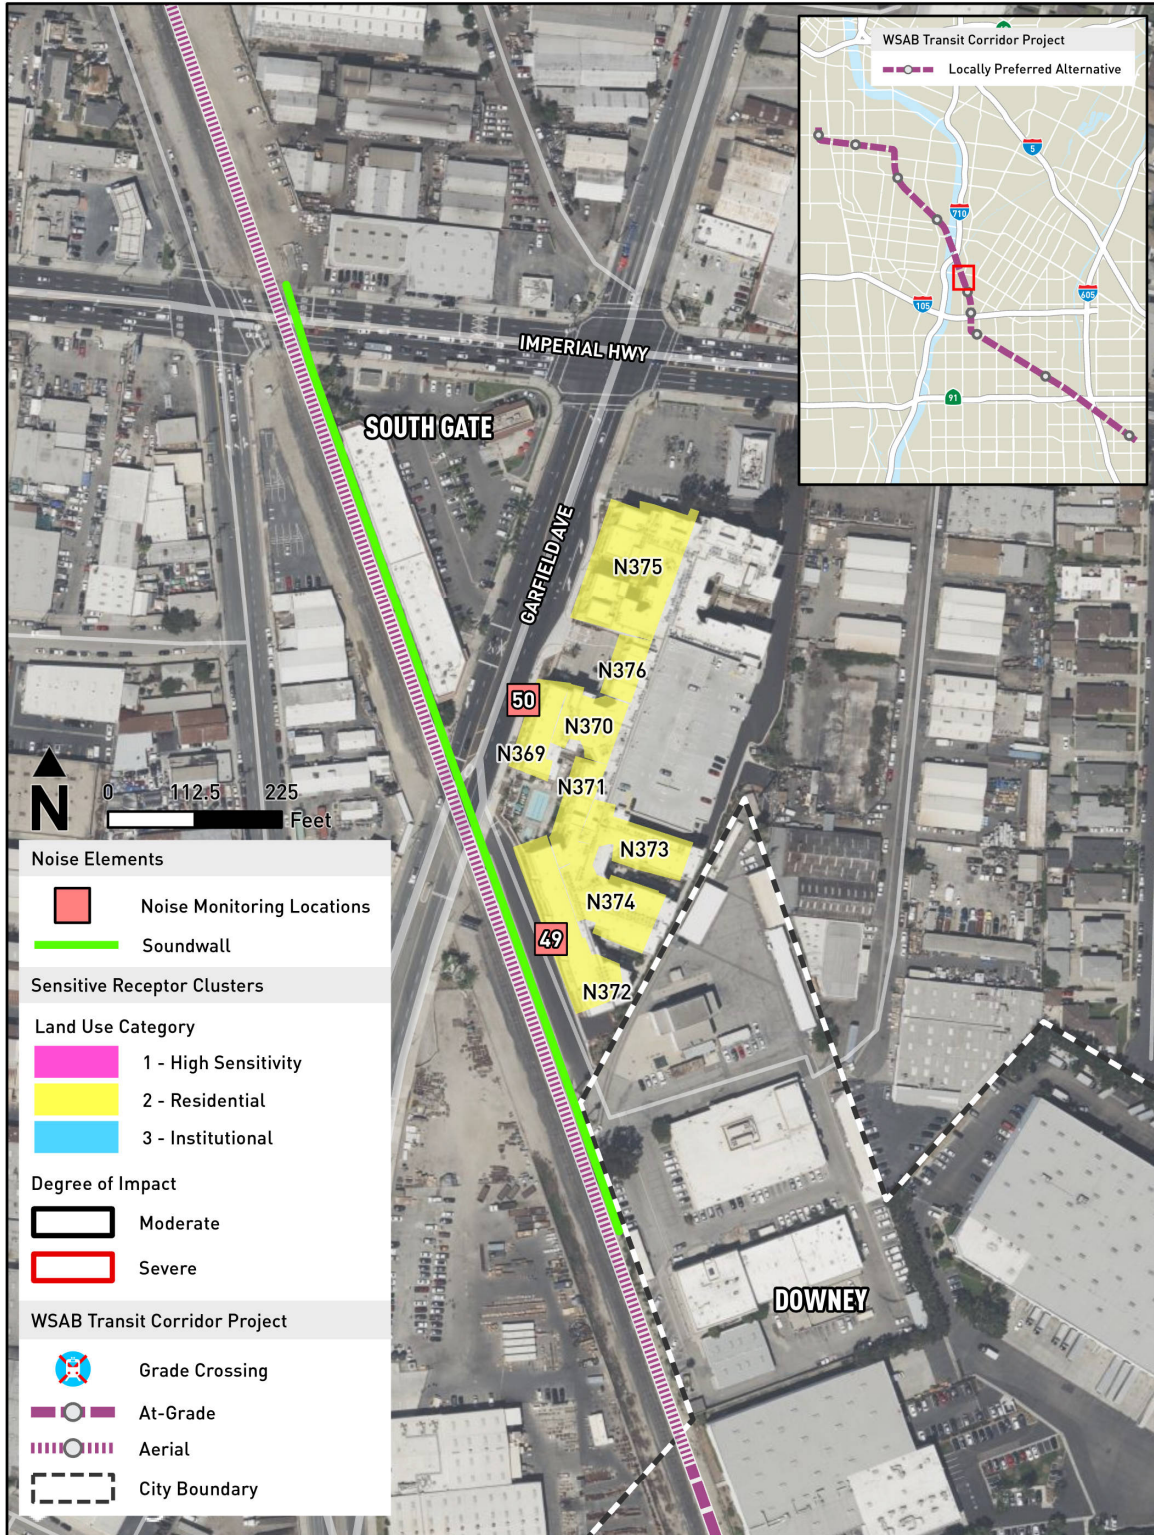 WSAB Transit Corridor Project
Locally Preferred Alternative
5
710
105
605
91
IMPERIAL HWY
SOUTH GATE
GARFIELD AVE
N375
N376
50
N370
N369
N371
N373
N374
49
N372
DOWNEY
N
0 112.5 225
Feet
Noise Elements
Noise Monitoring Locations
Soundwall
Sensitive Receptor Clusters
Land Use Category
1 - High Sensitivity
2 - Residential
3 - Institutional
Degree of Impact
Moderate
Severe
WSAB Transit Corridor Project
Grade Crossing
At-Grade
Aerial
City Boundary